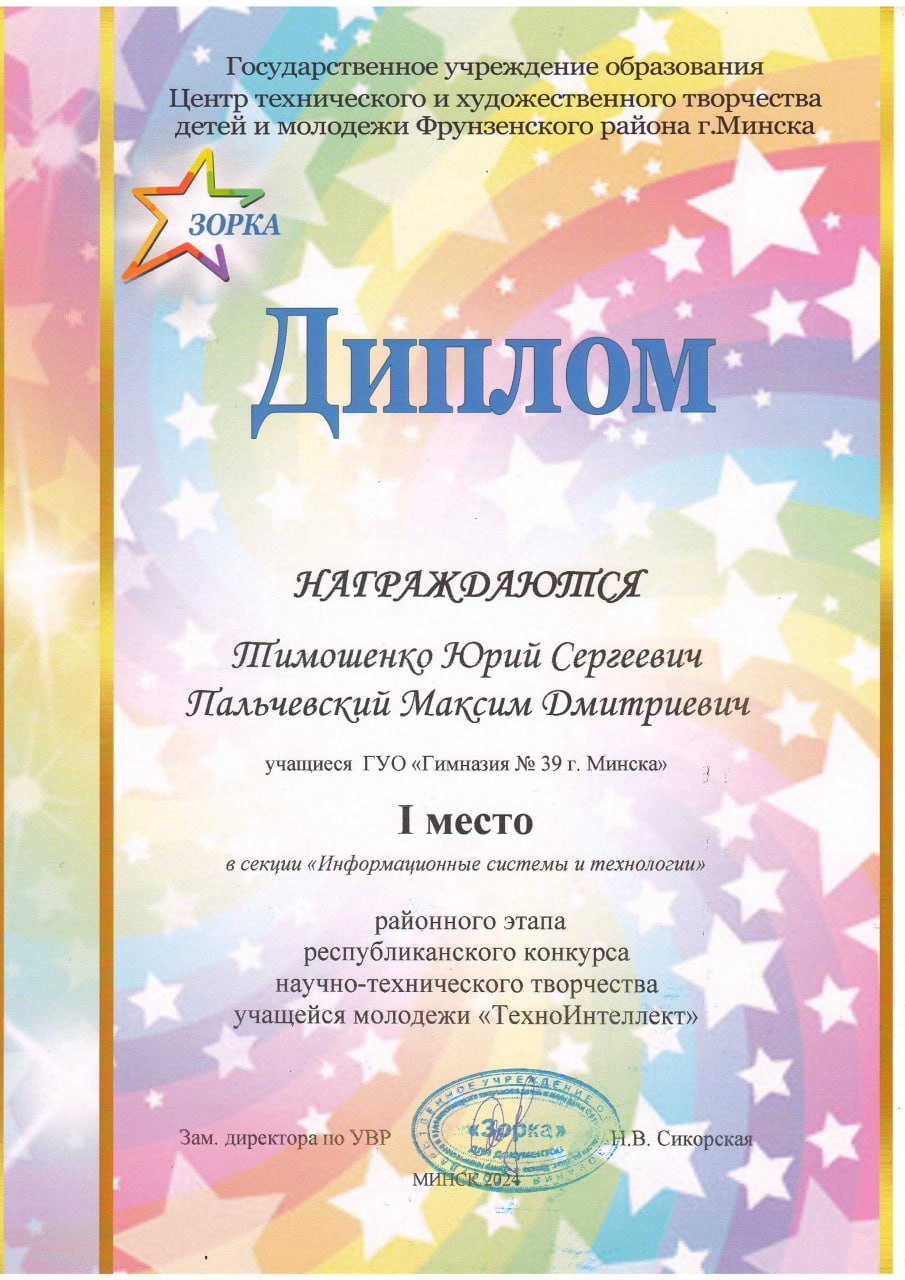 Государственное учреждение образования
Центр технического и художественного творчества
детей и молодежи Фрунзенского района г.Минска
ЗОРКА
Диплом
НАГРАЖДАЮТСЯ
Тимошенко Юрий Сергеевич
Пальчевский Максим Дмитриевич
учащиеся ГУО «Гимназия № 39 г. Минска»
I место
в секции «Информационные системы и технологии»
районного этапа
республиканского конкурса
научно-технического творчества
учащейся молодежи «ТехноИнтеллект»
«Зорка»
для документов
Зам. директора по УВР Н.В. Сикорская
МИНСК 2024